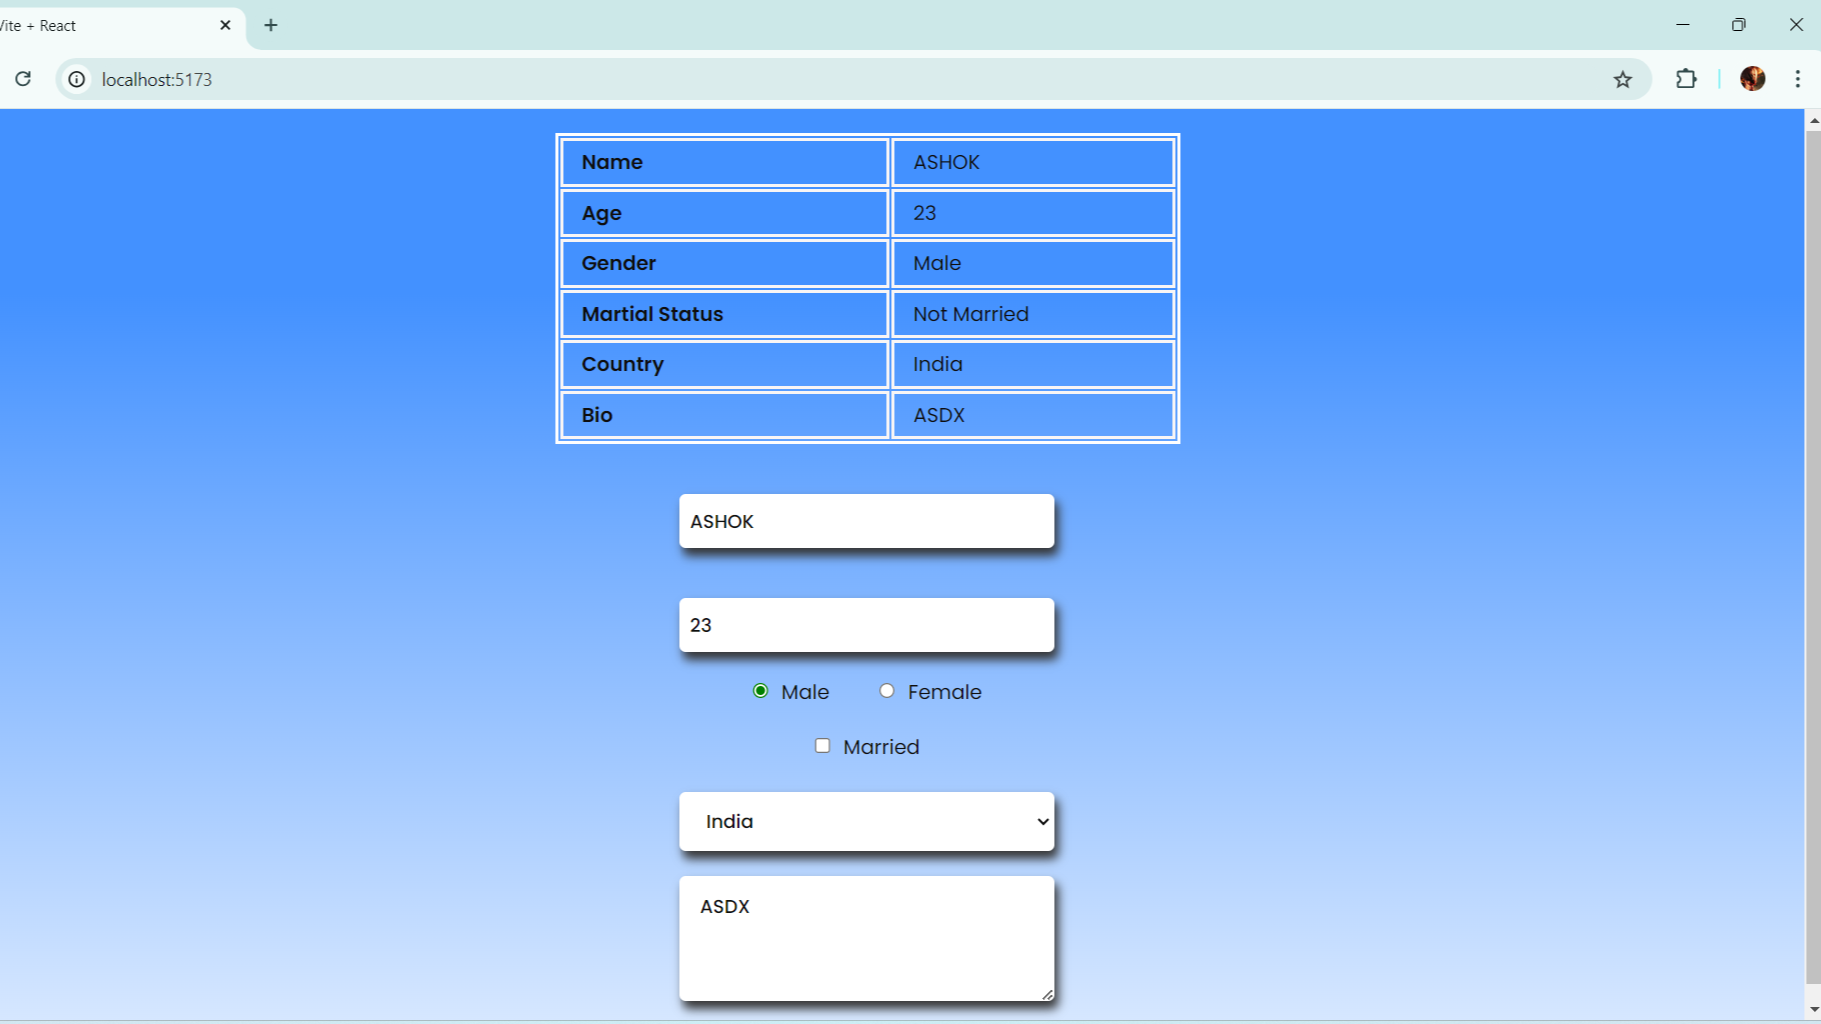 Vite + React
localhost:5173
Name ASHOK
Age 23
Gender Male
Martial Status Not Married
Country India
Bio ASDX
ASHOK
23
Male Female
Married
India
ASDX